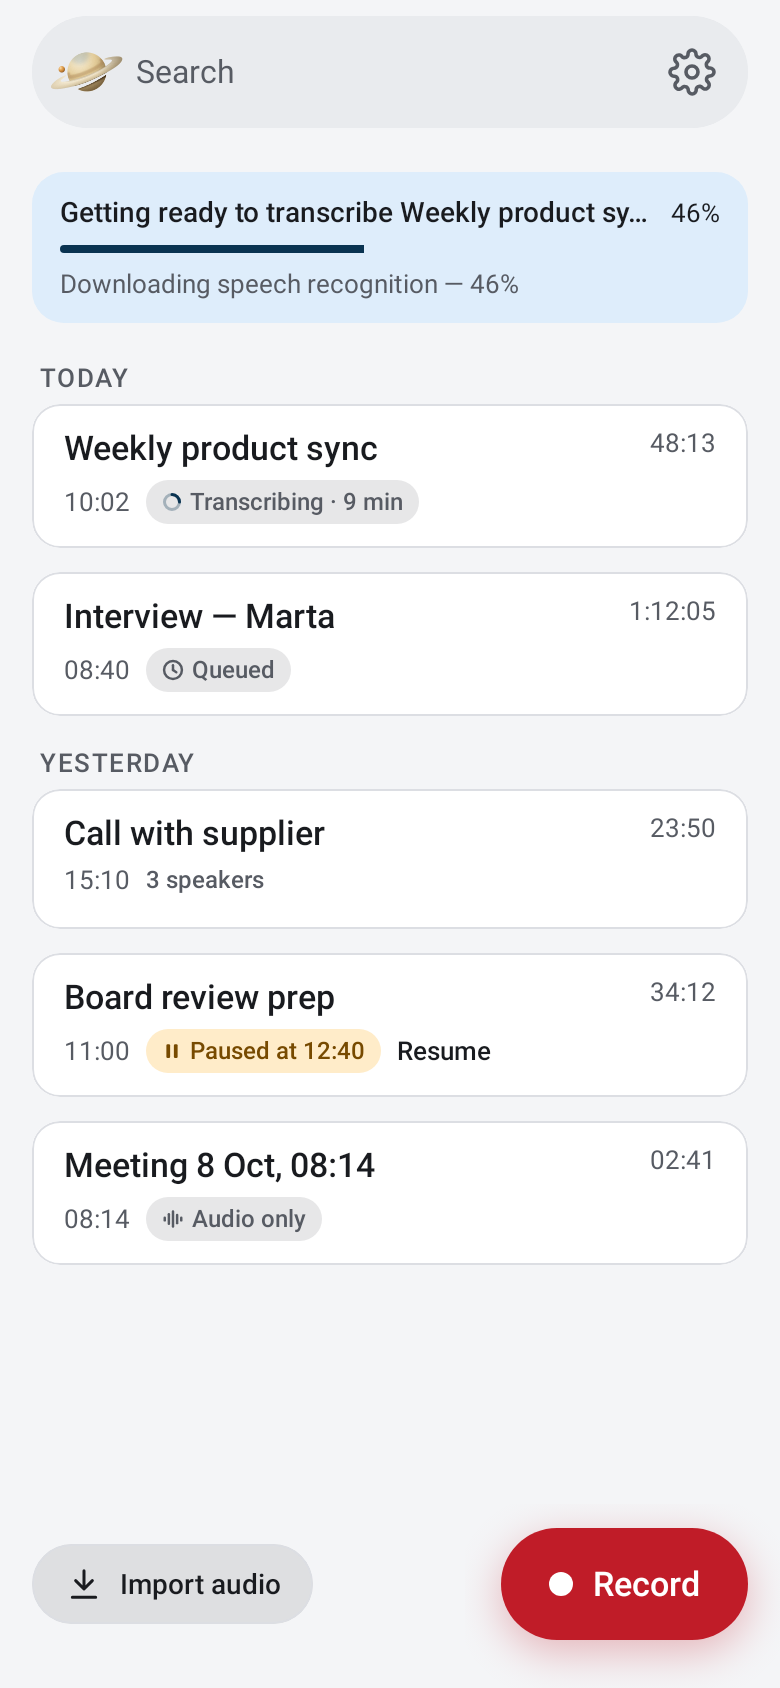 Search
Getting ready to transcribe Weekly product sy... 46%
Downloading speech recognition — 46%
TODAY
Weekly product sync 48:13
10:02 Transcribing · 9 min
Interview — Marta 1:12:05
08:40 Queued
YESTERDAY
Call with supplier 23:50
15:10 3 speakers
Board review prep 34:12
11:00 Paused at 12:40 Resume
Meeting 8 Oct, 08:14 02:41
08:14 Audio only
Import audio Record